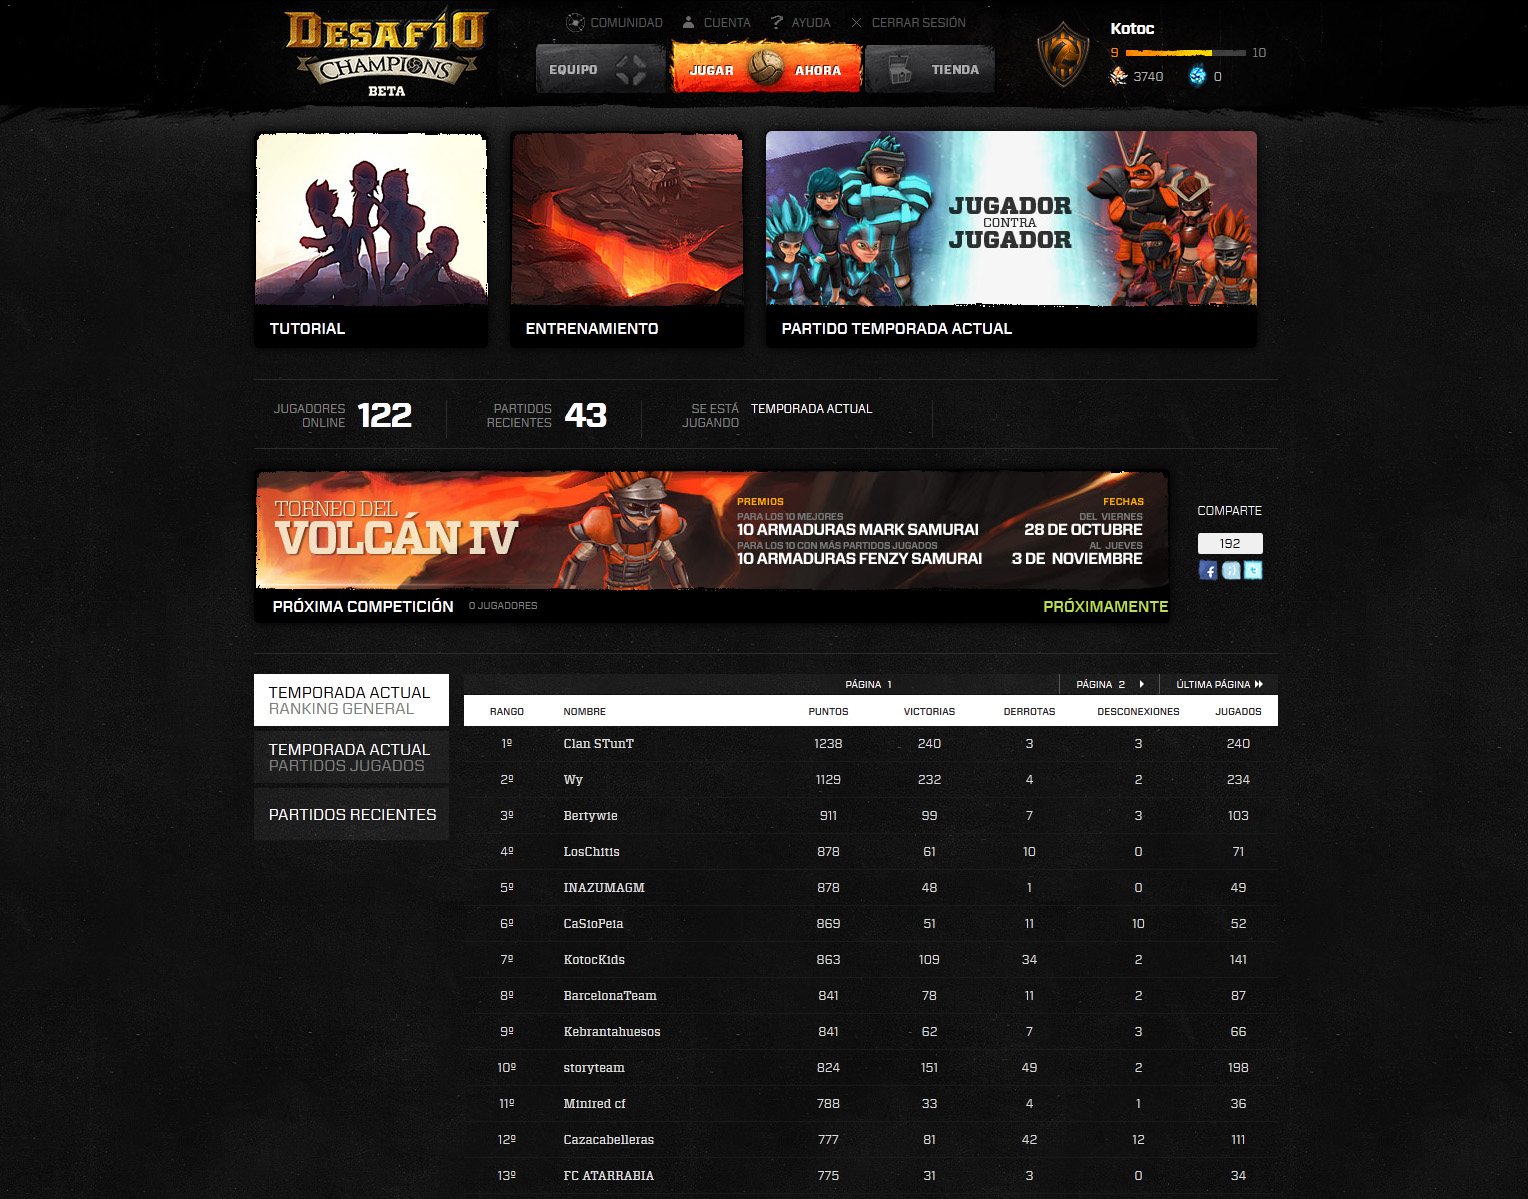 DESAFÍO
CHAMPIONS
BETA
COMUNIDAD CUENTA AYUDA CERRAR SESIÓN
EQUIPO JUGAR AHORA TIENDA
Kotoc
9 10
3740 0
TUTORIAL
ENTRENAMIENTO
JUGADOR
CONTRA
JUGADOR
PARTIDO TEMPORADA ACTUAL
JUGADORES
ONLINE 122
PARTIDOS
RECIENTES 43
SE ESTÁ
JUGANDO
TEMPORADA ACTUAL
TORNEO DEL
VOLCÁN IV
PREMIOS
PARA LOS 10 MEJORES
10 ARMADURAS MARK SAMURAI
PARA LOS 10 CON MÁS PARTIDOS JUGADOS
10 ARMADURAS FENZY SAMURAI
FECHAS
DEL VIERNES
28 DE OCTUBRE
AL JUEVES
3 DE NOVIEMBRE
PRÓXIMA COMPETICIÓN 0 JUGADORES PRÓXIMAMENTE
COMPARTE
192
TEMPORADA ACTUAL
RANKING GENERAL
TEMPORADA ACTUAL
PARTIDOS JUGADOS
PARTIDOS RECIENTES
PÁGINA 1 PÁGINA 2 ÚLTIMA PÁGINA
RANGO NOMBRE PUNTOS VICTORIAS DERROTAS DESCONEXIONES JUGADOS
1º Clan STunT 1238 240 3 3 240
2º Wy 1129 232 4 2 234
3º Bertywie 911 99 7 3 103
4º LosChitis 878 61 10 0 71
5º INAZUMAGM 878 48 1 0 49
6º CaSioPeia 869 51 11 10 52
7º KotocKids 863 109 34 2 141
8º BarcelonaTeam 841 78 11 2 87
9º Kebrantahuesos 841 62 7 3 66
10º storyteam 824 151 49 2 198
11º Minired cf 788 33 4 1 36
12º Cazacabelleras 777 81 42 12 111
13º FC ATARRABIA 775 31 3 0 34